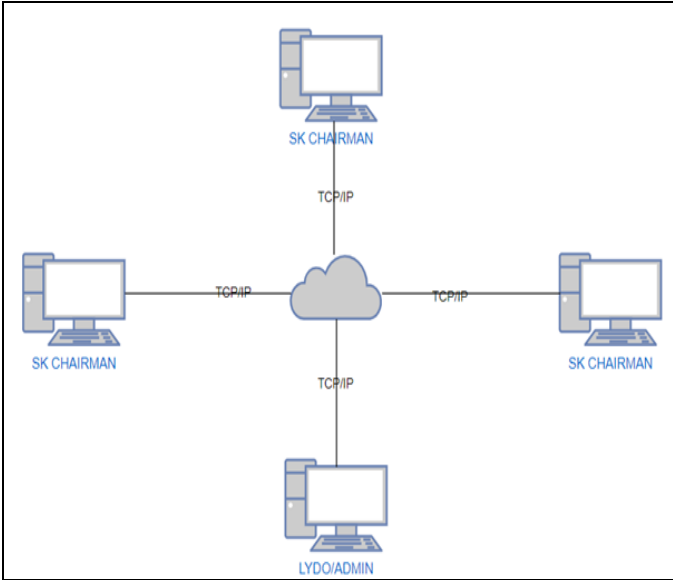 SK CHAIRMAN
TCP/IP
TCP/IP
TCP/IP
SK CHAIRMAN
SK CHAIRMAN
TCP/IP
LYDO/ADMIN